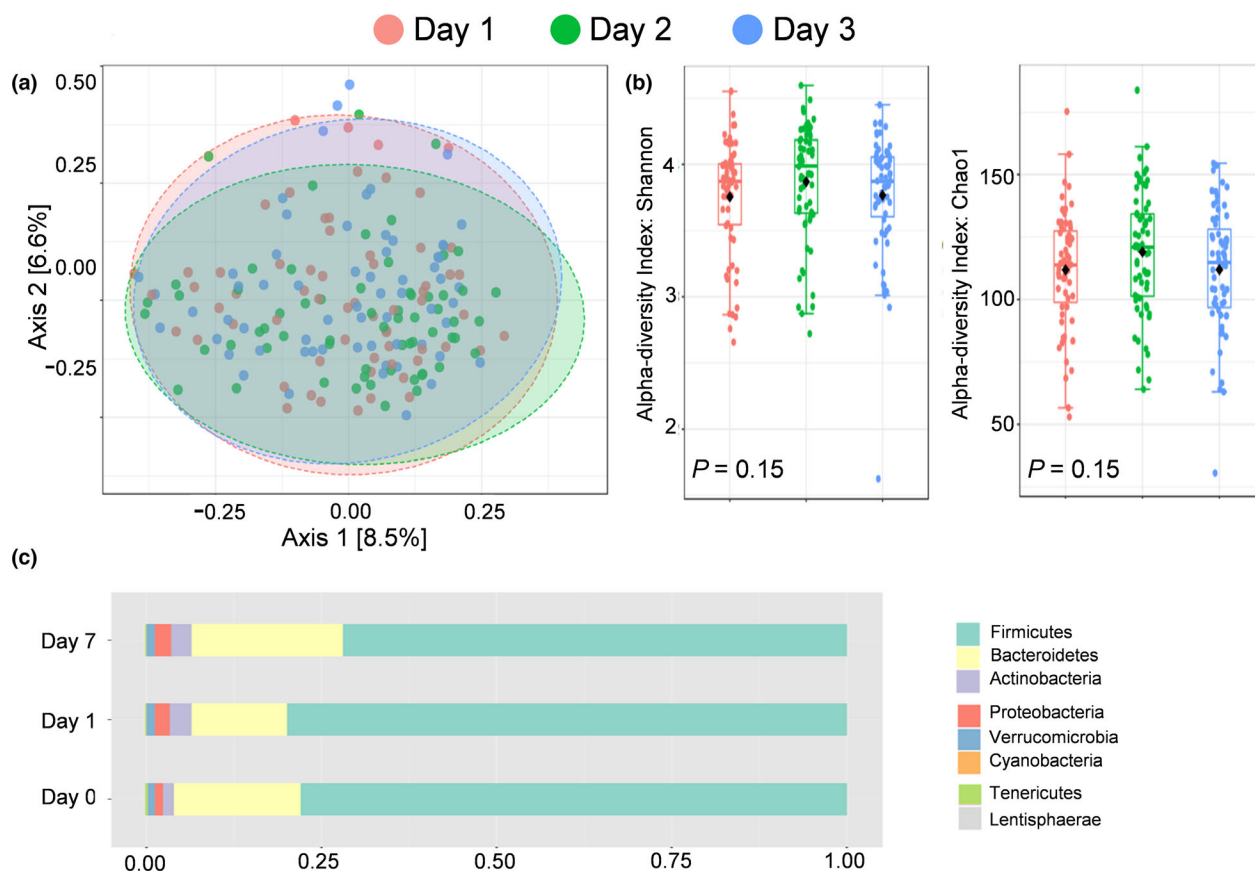 Day 1 Day 2 Day 3
(a)
0.50
0.25
0.00
−0.25
Axis 2 [6.6%]
−0.25 0.00 0.25
Axis 1 [8.5%]
(b)
Alpha-diversity Index: Shannon
4
3
2
P = 0.15
Alpha-diversity Index: Chao1
150
100
50
P = 0.15
(c)
Day 7
Day 1
Day 0
0.00 0.25 0.50 0.75 1.00
Firmicutes
Bacteroidetes
Actinobacteria
Proteobacteria
Verrucomicrobia
Cyanobacteria
Tenericutes
Lentisphaerae